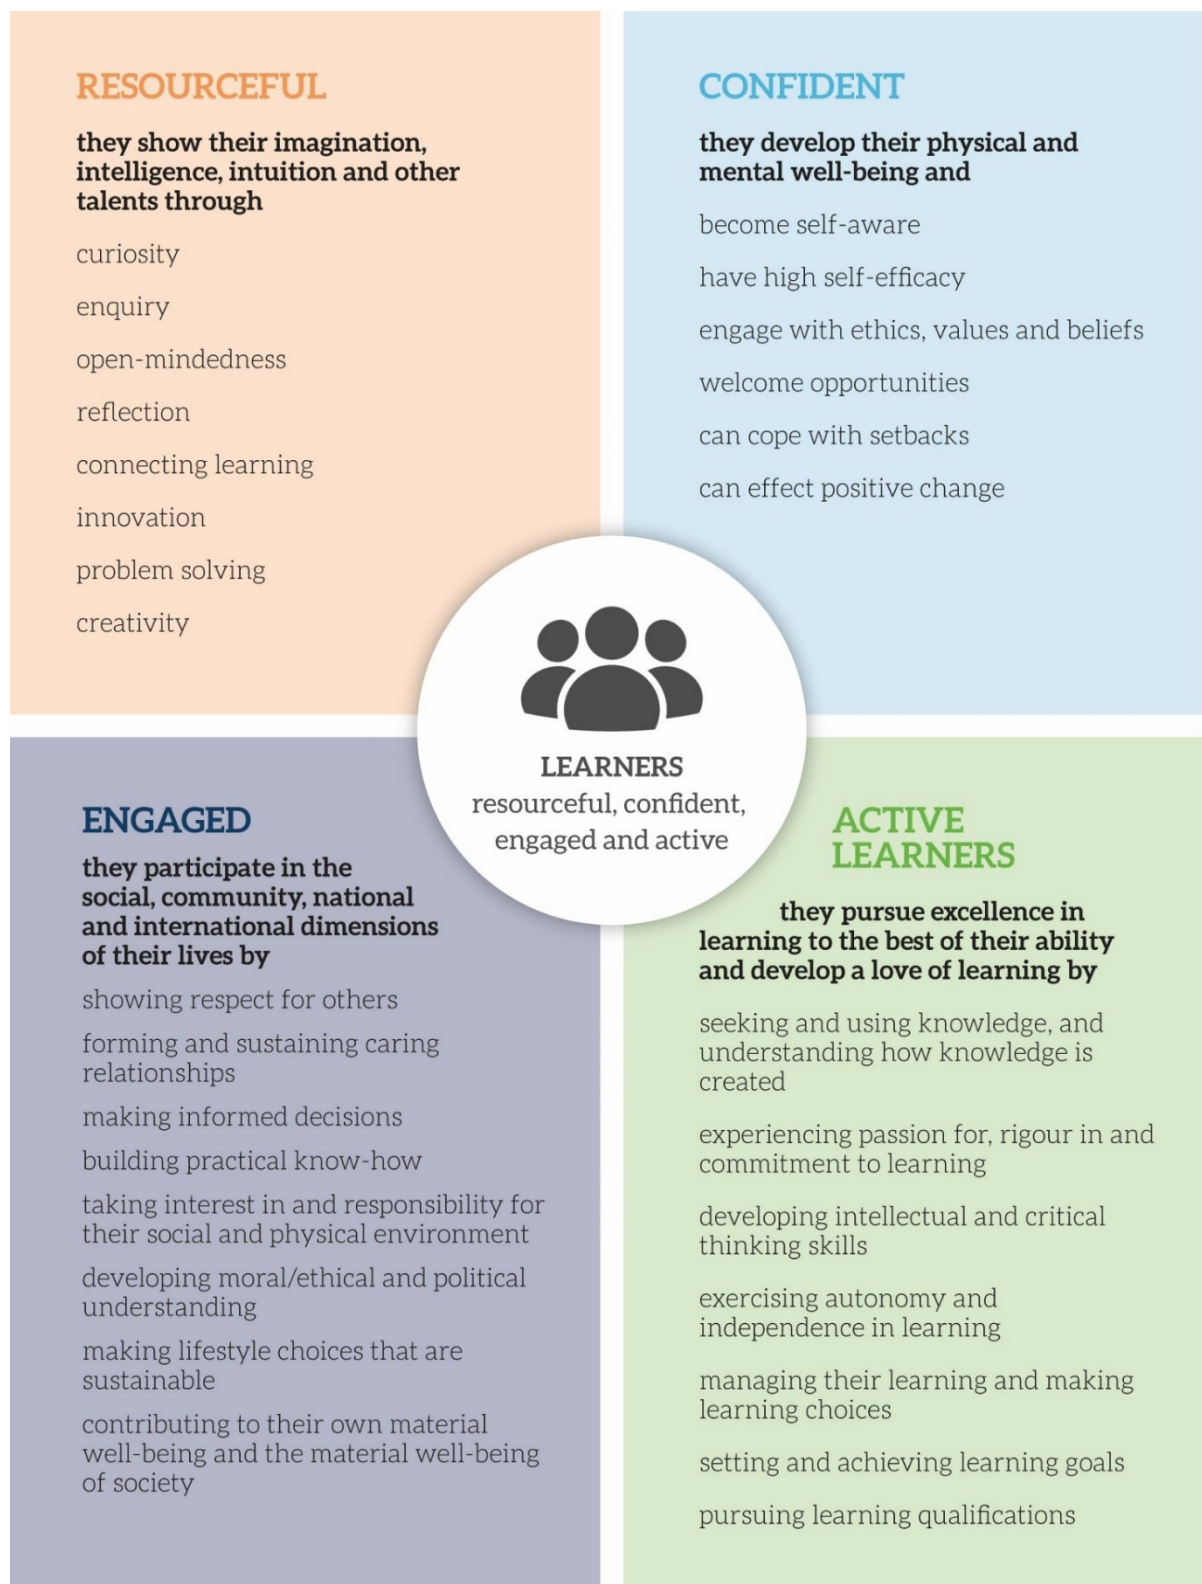 RESOURCEFUL
they show their imagination,
intelligence, intuition and other
talents through
curiosity
enquiry
open-mindedness
reflection
connecting learning
innovation
problem solving
creativity
CONFIDENT
they develop their physical and
mental well-being and
become self-aware
have high self-efficacy
engage with ethics, values and beliefs
welcome opportunities
can cope with setbacks
can effect positive change
LEARNERS
resourceful, confident,
engaged and active
ENGAGED
they participate in the
social, community, national
and international dimensions
of their lives by
showing respect for others
forming and sustaining caring
relationships
making informed decisions
building practical know-how
taking interest in and responsibility for
their social and physical environment
developing moral/ethical and political
understanding
making lifestyle choices that are
sustainable
contributing to their own material
well-being and the material well-being
of society
ACTIVE
LEARNERS
they pursue excellence in
learning to the best of their ability
and develop a love of learning by
seeking and using knowledge, and
understanding how knowledge is
created
experiencing passion for, rigour in and
commitment to learning
developing intellectual and critical
thinking skills
exercising autonomy and
independence in learning
managing their learning and making
learning choices
setting and achieving learning goals
pursuing learning qualifications